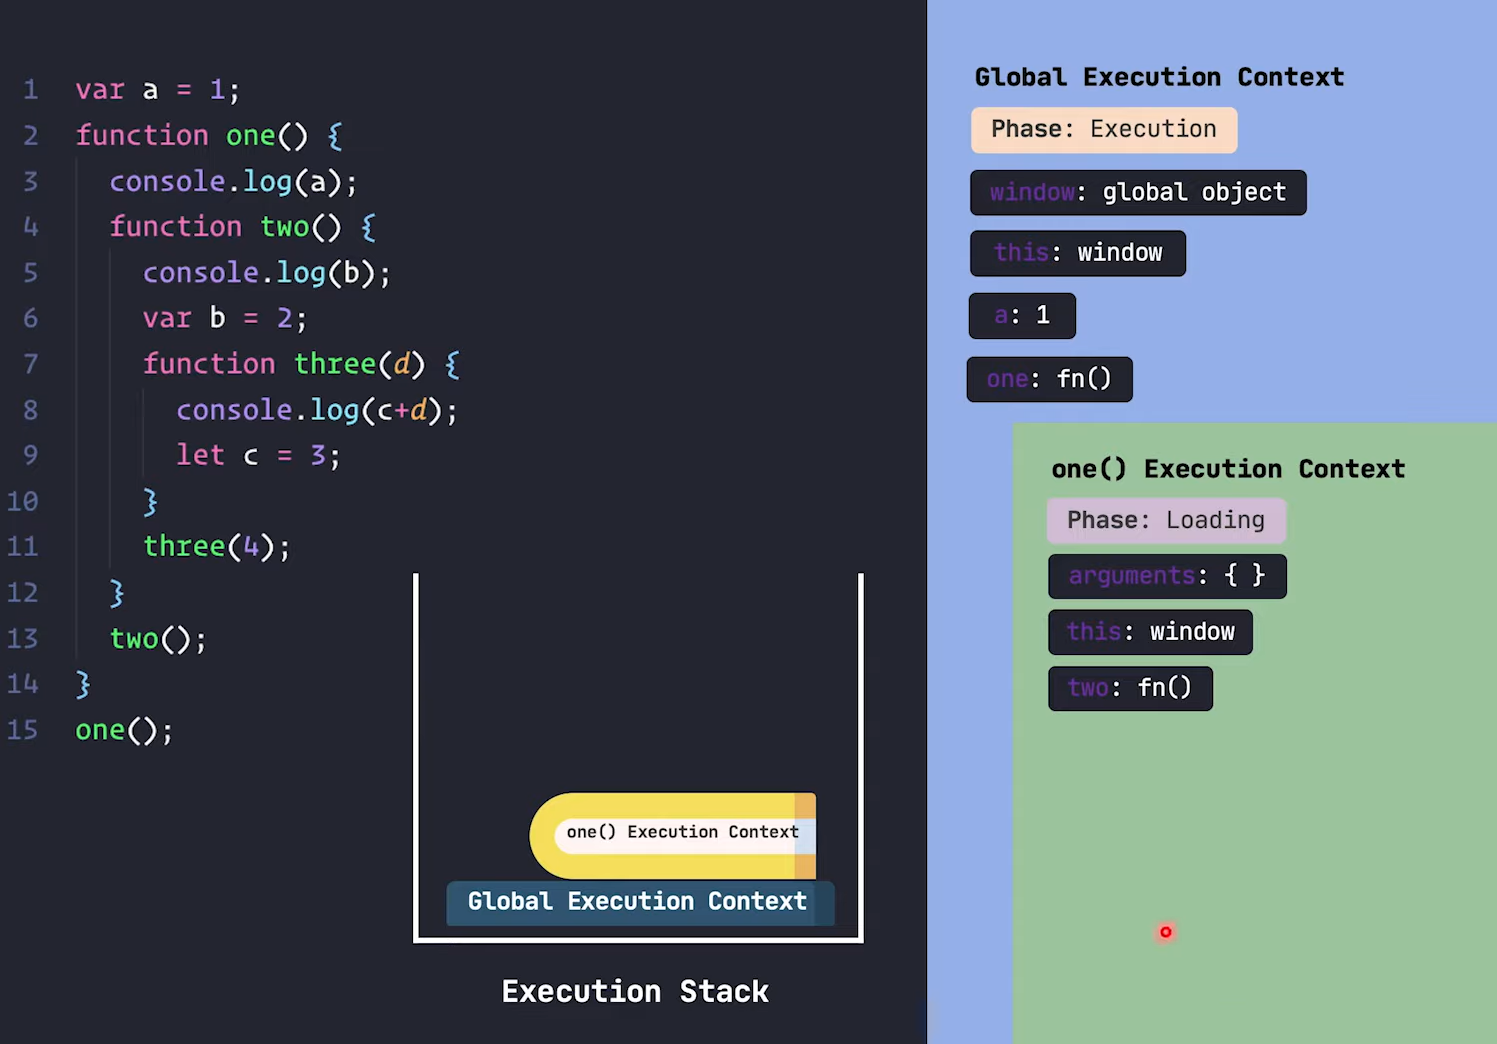 1 var a = 1;
2 function one() {
3 console.log(a);
4 function two() {
5 console.log(b);
6 var b = 2;
7 function three(d) {
8 console.log(c+d);
9 let c = 3;
10 }
11 three(4);
12 }
13 two();
14 }
15 one();
one() Execution Context
Global Execution Context
Execution Stack
Global Execution Context
Phase: Execution
window: global object
this: window
a: 1
one: fn()
one() Execution Context
Phase: Loading
arguments: { }
this: window
two: fn()